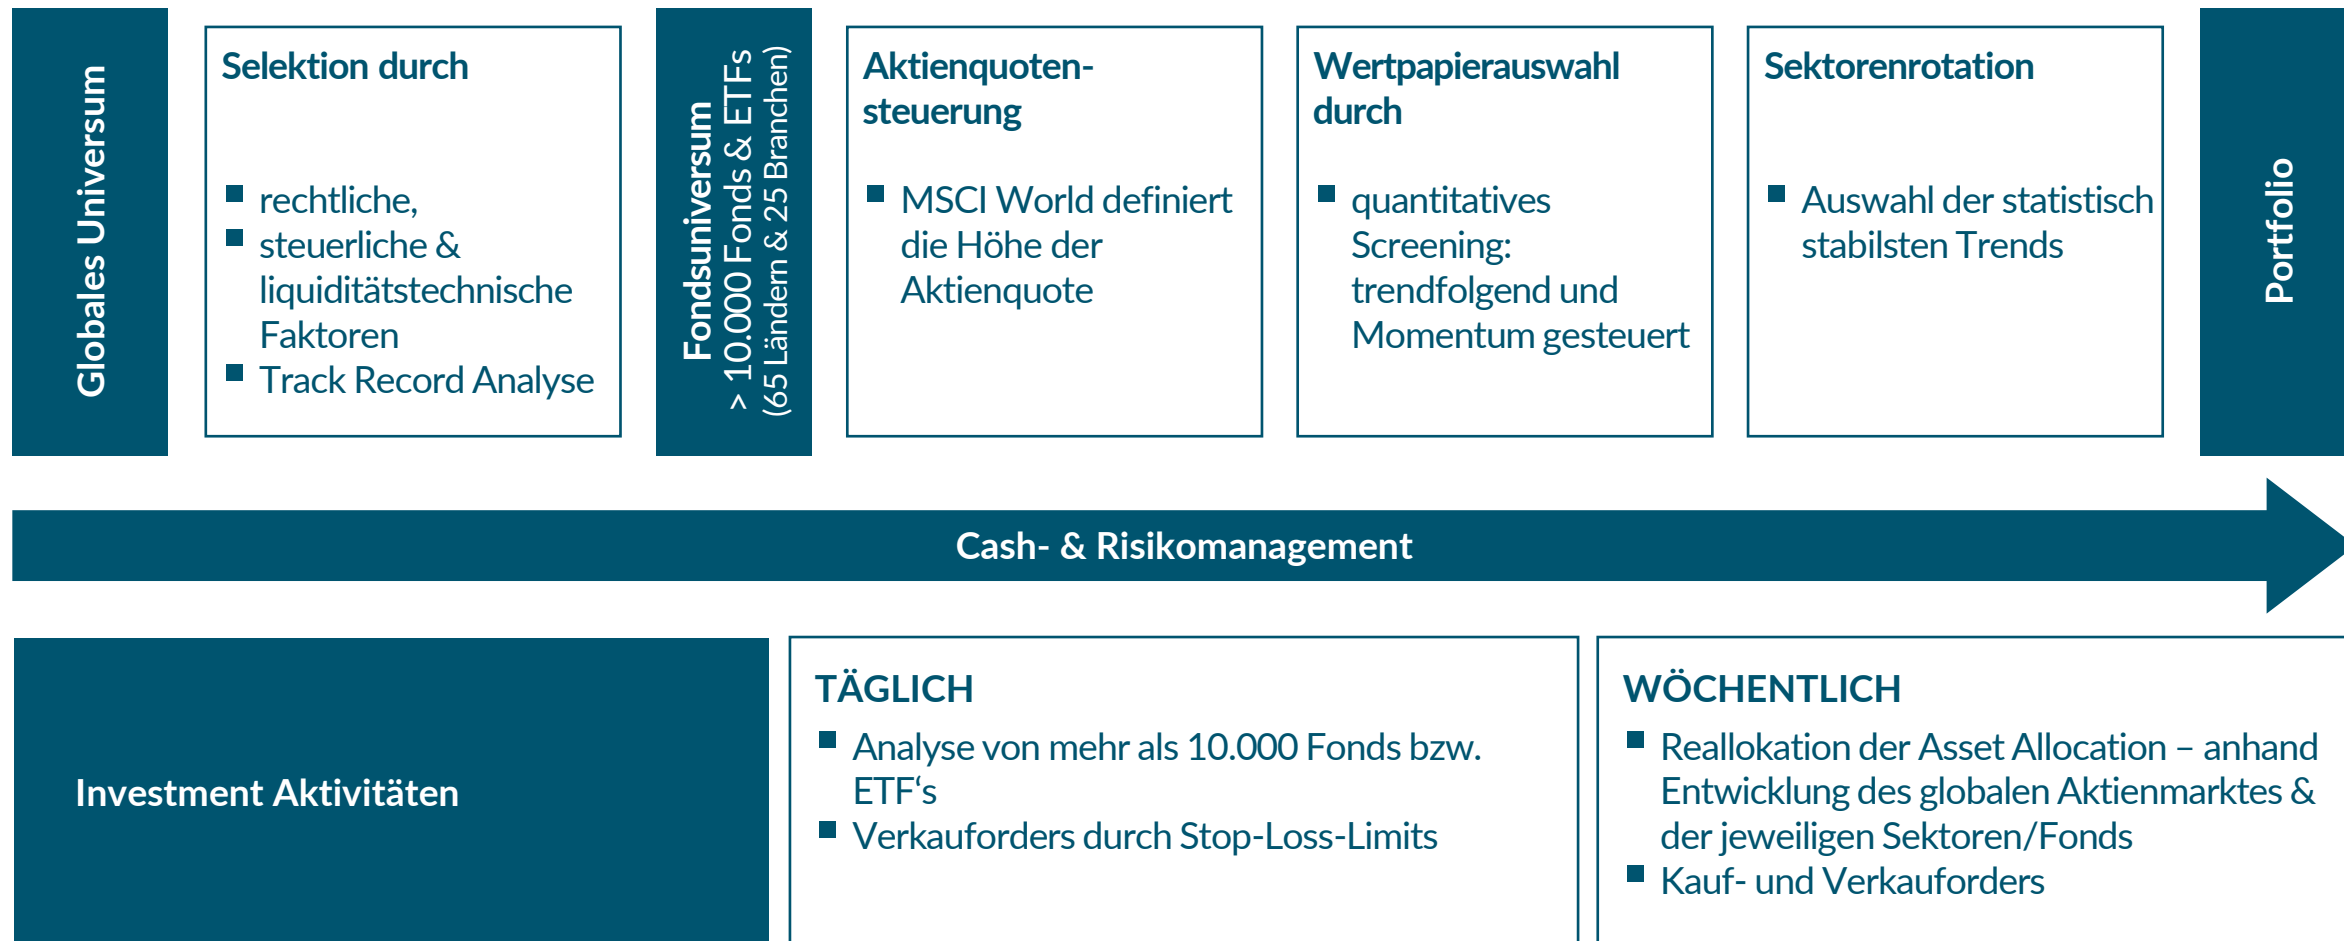 Globales Universum
Selektion durch
rechtliche,
steuerliche &
liquiditätstechnische
Faktoren
Track Record Analyse
Fondsuniversum
> 10.000 Fonds & ETFs
(65 Ländern & 25 Branchen)
Aktienquoten-
steuerung
MSCI World definiert
die Höhe der
Aktienquote
Wertpapierauswahl
durch
quantitatives
Screening:
trendfolgend und
Momentum gesteuert
Sektorenrotation
Auswahl der statistisch
stabilsten Trends
Portfolio
Cash- & Risikomanagement
Investment Aktivitäten
TÄGLICH
Analyse von mehr als 10.000 Fonds bzw.
ETF‘s
Verkauforders durch Stop-Loss-Limits
WÖCHENTLICH
Reallokation der Asset Allocation – anhand
Entwicklung des globalen Aktienmarktes &
der jeweiligen Sektoren/Fonds
Kauf- und Verkauforders